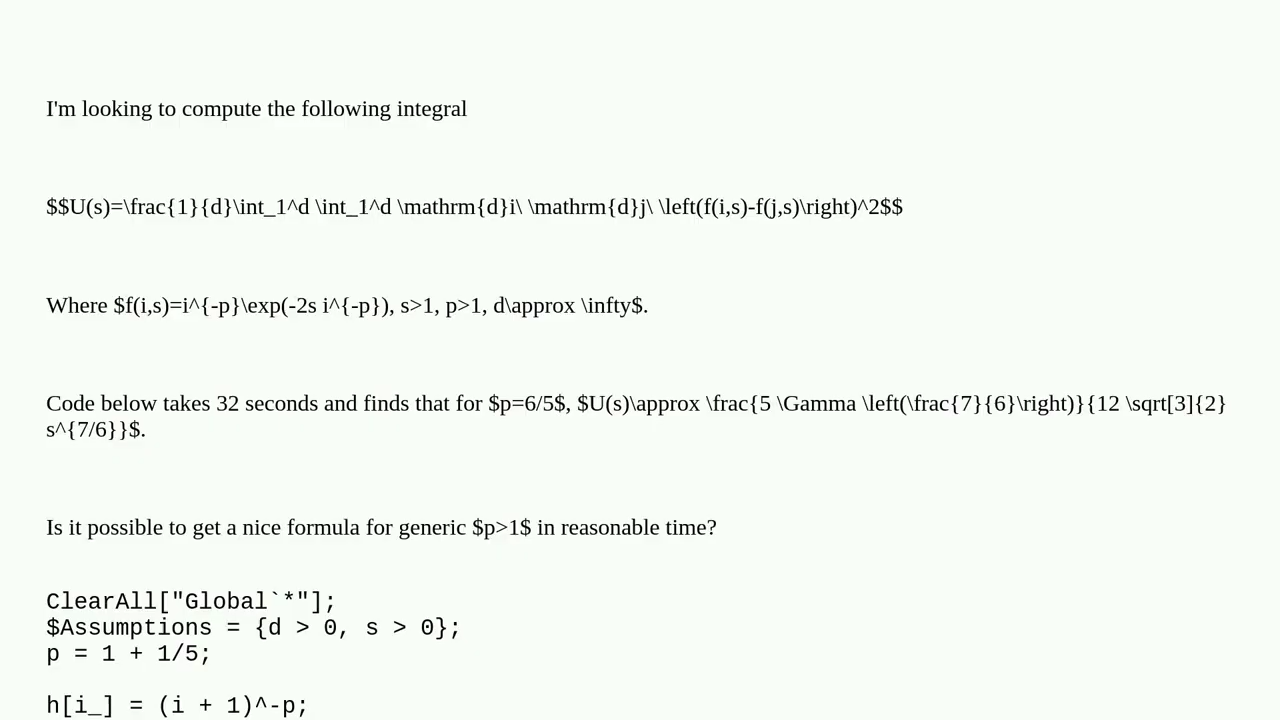 I'm looking to compute the following integral
$$U(s)=\frac{1}{d}\int_1^d \int_1^d \mathrm{d}i\ \mathrm{d}j\ \left(f(i,s)-f(j,s)\right)^2$$
Where $f(i,s)=i^{-p}\exp(-2s i^{-p}), s>1, p>1, d\approx \infty$.
Code below takes 32 seconds and finds that for $p=6/5$, $U(s)\approx \frac{5 \Gamma \left(\frac{7}{6}\right)}{12 \sqrt[3]{2}
s^{7/6}}$.
Is it possible to get a nice formula for generic $p>1$ in reasonable time?
ClearAll["Global`*"];
$Assumptions = {d > 0, s > 0};
p = 1 + 1/5;
h[i_] = (i + 1)^-p;